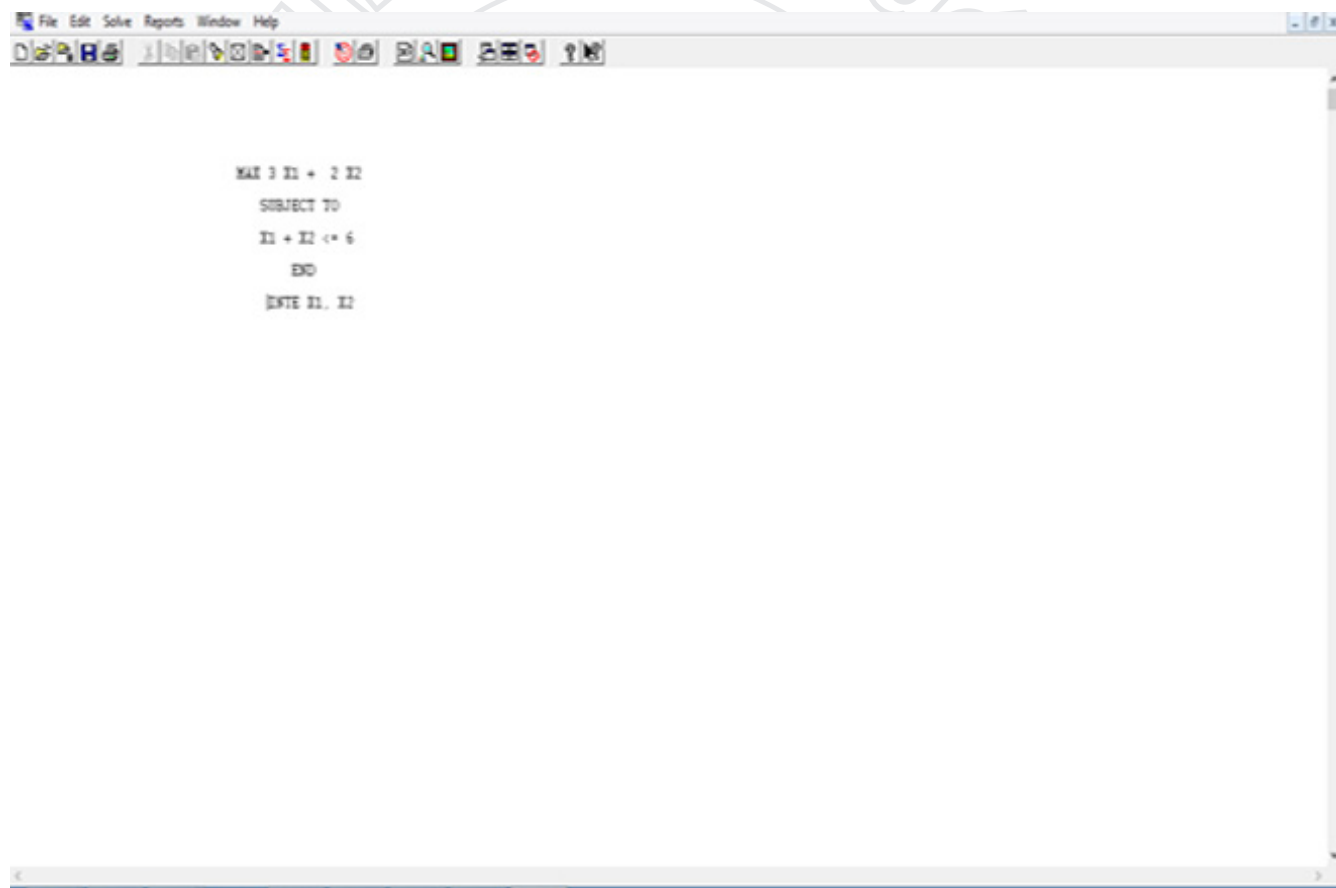 File Edit Solve Reports Window Help
MAX 3 X1 + 2 X2
SUBJECT TO
X1 + X2 <= 6
END
X1, X2